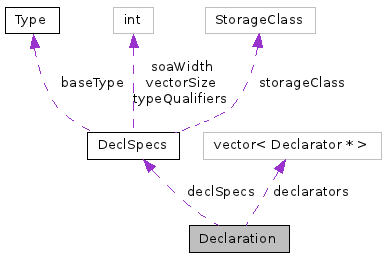 Type
int
StorageClass
soaWidth
baseType
vectorSize
storageClass
typeQualifiers
DeclSpecs
vector< Declarator * >
declSpecs
declarators
Declaration